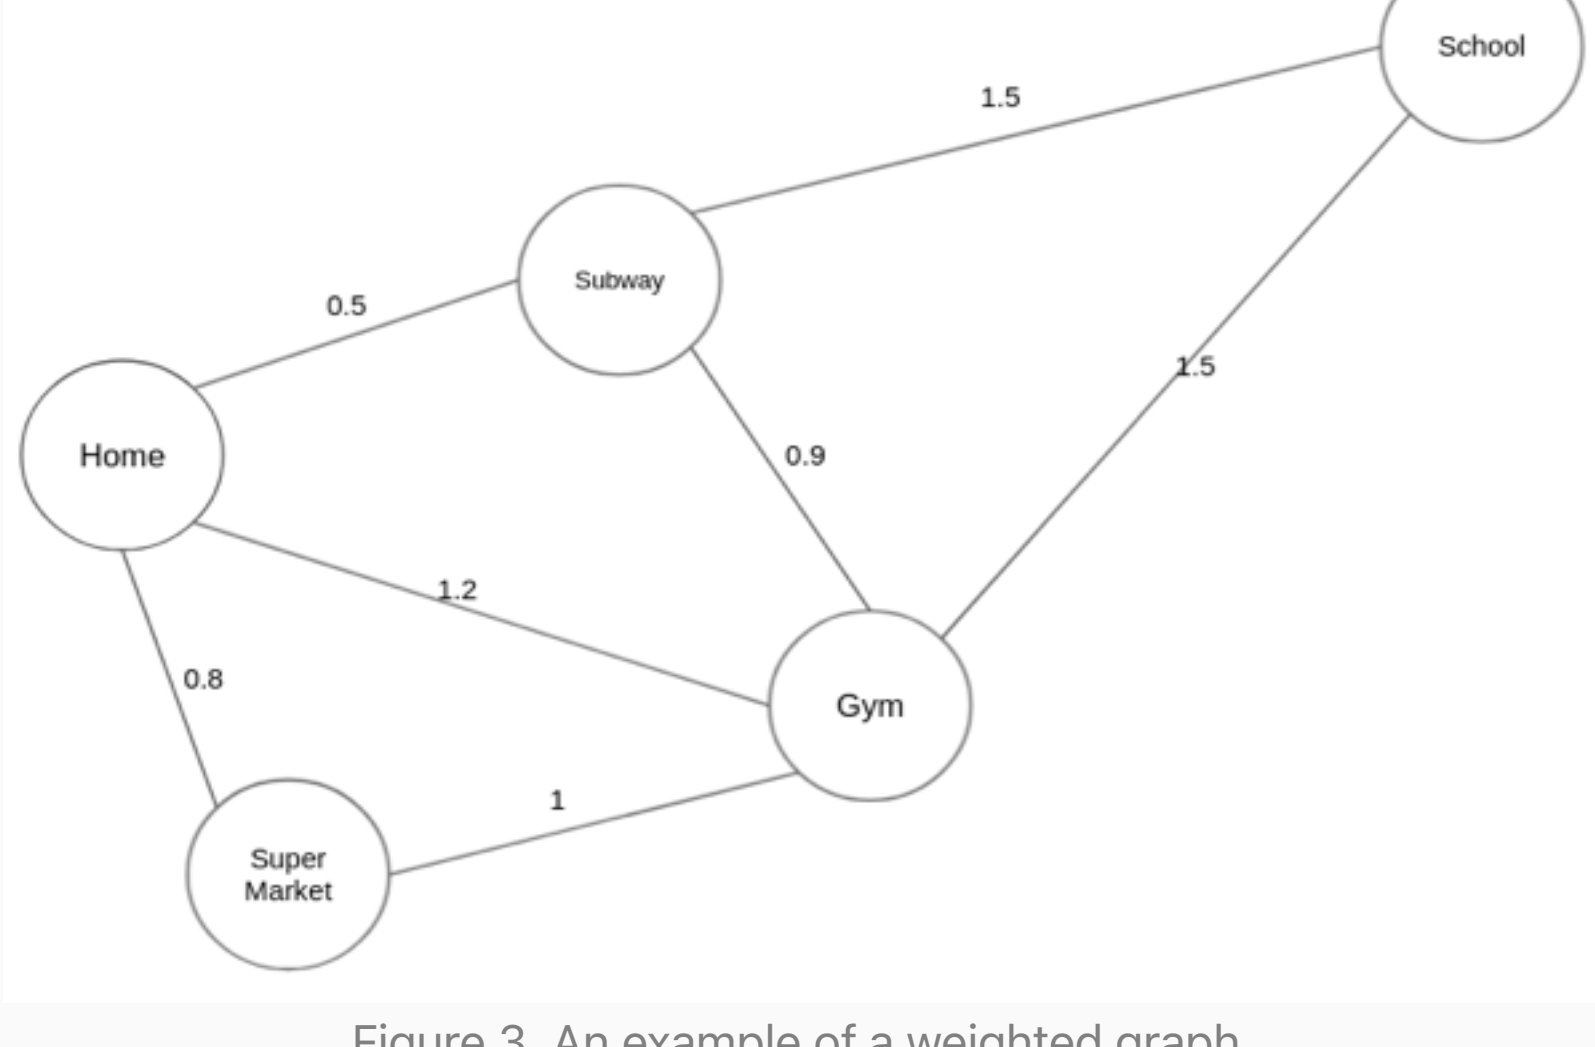 School
1.5
Subway
0.5
1.5
Home
0.9
1.2
0.8
Gym
1
Super
Market
Figure 3. An example of a weighted graph